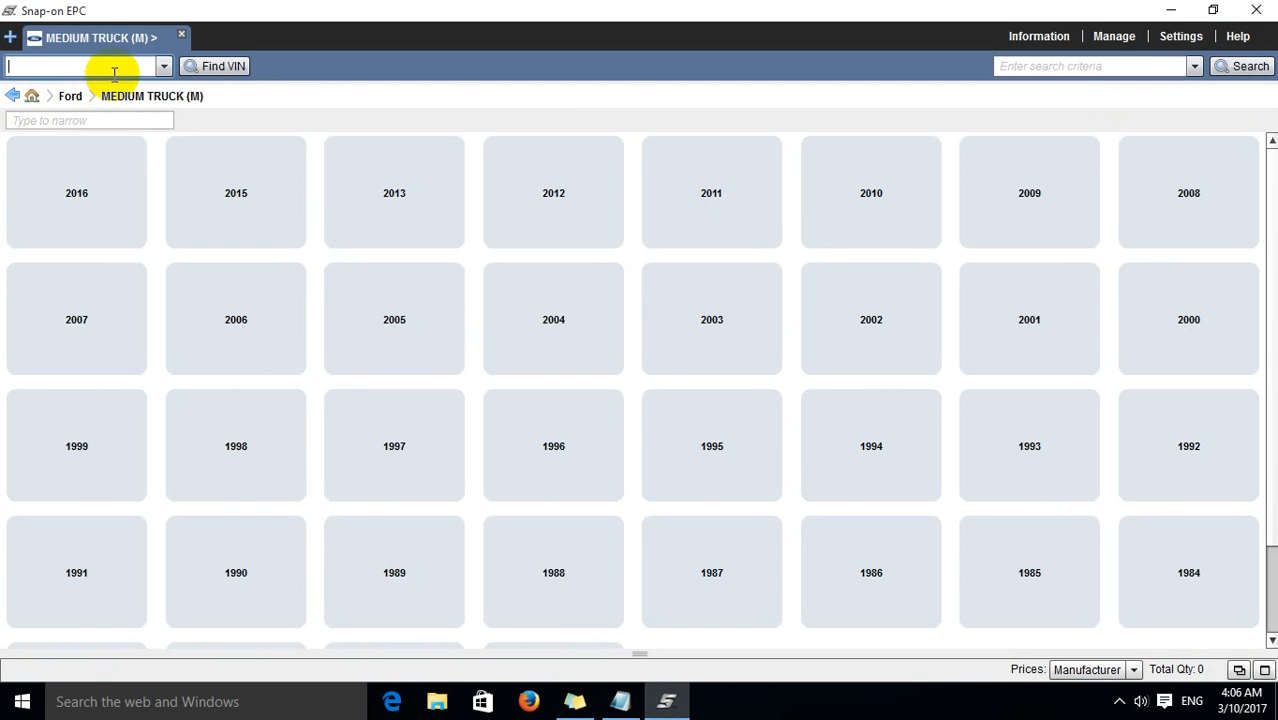 Snap-on EPC
MEDIUM TRUCK (M) >
Information Manage Settings Help
Find VIN
Enter search criteria
Search
Ford MEDIUM TRUCK (M)
Type to narrow
2016 2015 2013 2012 2011 2010 2009 2008
2007 2006 2005 2004 2003 2002 2001 2000
1999 1998 1997 1996 1995 1994 1993 1992
1991 1990 1989 1988 1987 1986 1985 1984
Prices: Manufacturer Total Qty: 0
Search the web and Windows
ENG
4:06 AM
3/10/2017